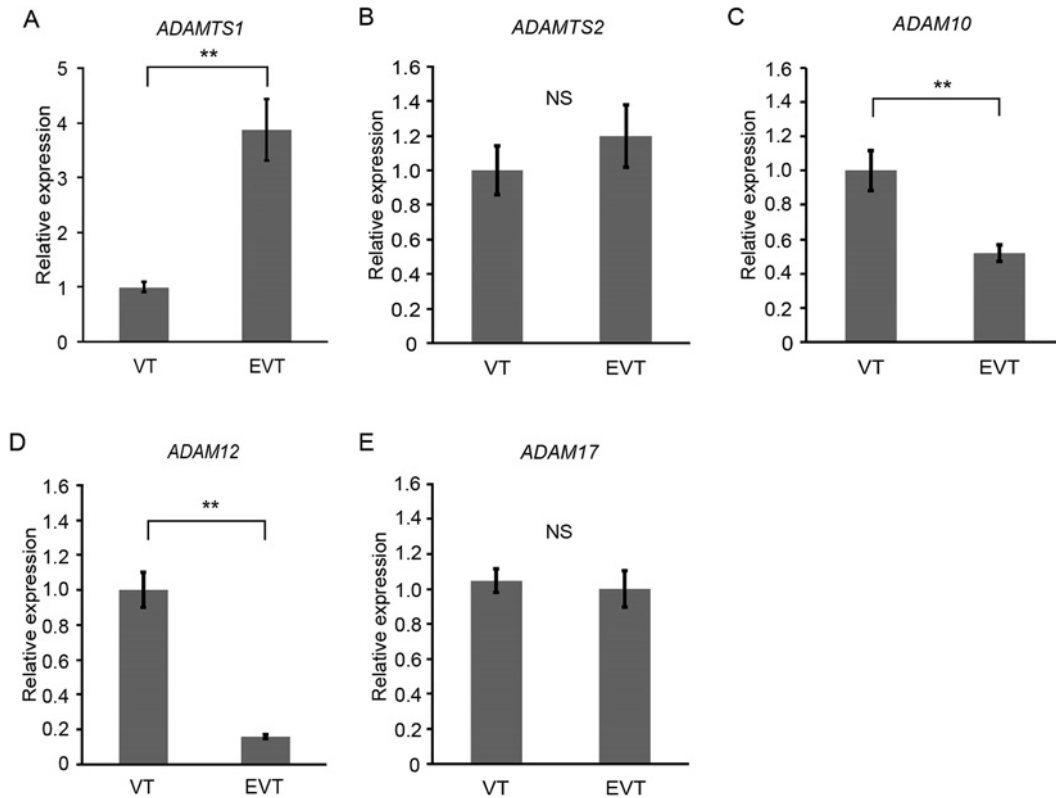 A
ADAMTS1
Relative expression
5
4
3
2
1
0
**
VT
EVT
B
ADAMTS2
Relative expression
1.6
1.4
1.2
1.0
0.8
0.6
0.4
0.2
0
NS
VT
EVT
C
ADAM10
Relative expression
1.6
1.4
1.2
1.0
0.8
0.6
0.4
0.2
0
**
VT
EVT
D
ADAM12
Relative expression
1.6
1.4
1.2
1.0
0.8
0.6
0.4
0.2
0
**
VT
EVT
E
ADAM17
Relative expression
1.6
1.4
1.2
1.0
0.8
0.6
0.4
0.2
0
NS
VT
EVT